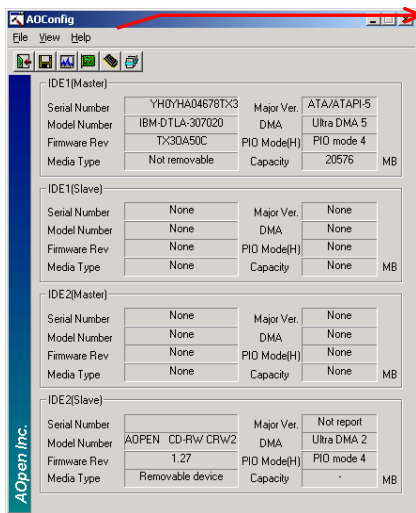 AOConfig
File View Help
IDE1(Master)
Serial Number YH0YHA04678TX3 Major Ver. ATA/ATAPI-5
Model Number IBM-DTLA-307020 DMA Ultra DMA 5
Firmware Rev TX3OA50C PIO Mode(H) PIO mode 4
Media Type Not removable Capacity 20576 MB
IDE1(Slave)
Serial Number None Major Ver. None
Model Number None DMA None
Firmware Rev None PIO Mode(H) None
Media Type None Capacity None MB
IDE2(Master)
Serial Number None Major Ver. None
Model Number None DMA None
Firmware Rev None PIO Mode(H) None
Media Type None Capacity None MB
IDE2(Slave)
Serial Number Major Ver. Not report
Model Number AOPEN CD-RW CRW2 DMA Ultra DMA 2
Firmware Rev 1.27 PIO Mode(H) PIO mode 4
Media Type Removable device Capacity - MB
AOpen Inc.